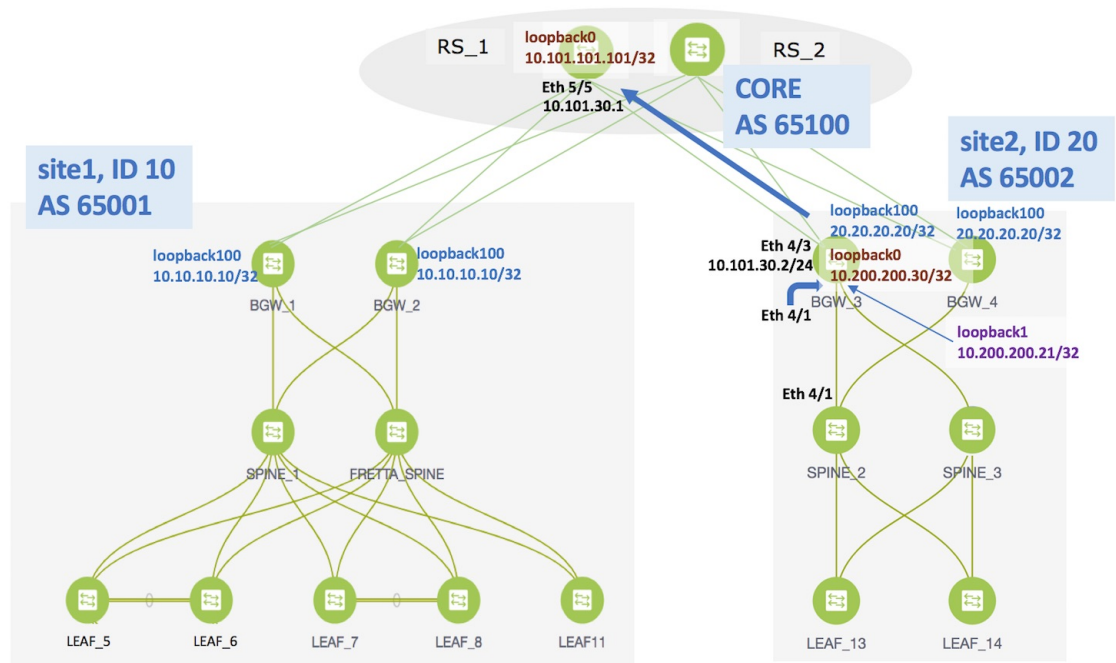 RS_1
loopback0
10.101.101.101/32
RS_2
Eth 5/5
10.101.30.1
CORE
AS 65100
site1, ID 10
AS 65001
site2, ID 20
AS 65002
loopback100
10.10.10.10/32
loopback100
10.10.10.10/32
loopback100
20.20.20.20/32
loopback100
20.20.20.20/32
Eth 4/3
10.101.30.2/24
loopback0
10.200.200.30/32
BGW_1
BGW_2
BGW_3
BGW_4
Eth 4/1
loopback1
10.200.200.21/32
Eth 4/1
SPINE_1
FRETTA_SPINE
SPINE_2
SPINE_3
LEAF_5
LEAF_6
LEAF_7
LEAF_8
LEAF11
LEAF_13
LEAF_14